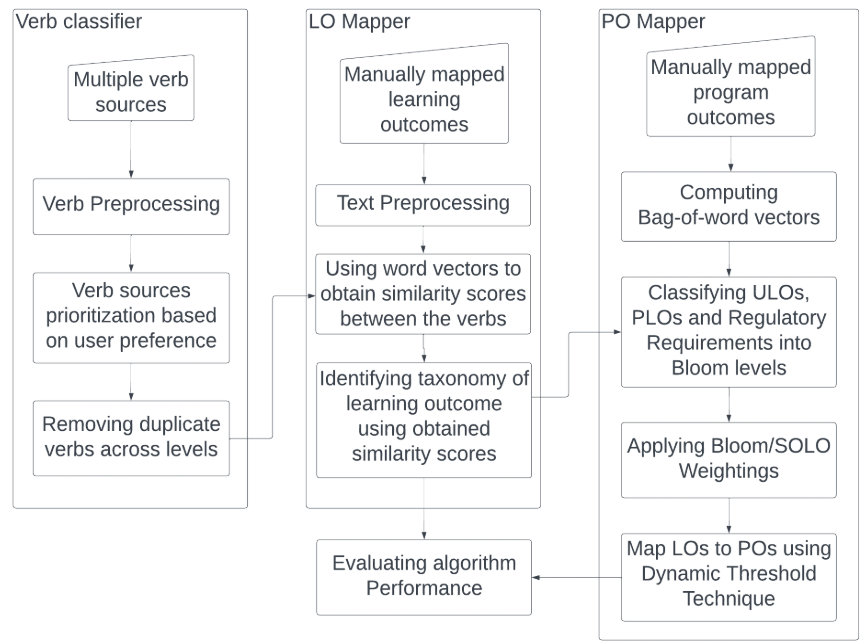 Verb classifier
Multiple verb
sources
Verb Preprocessing
Verb sources
prioritization based
on user preference
Removing duplicate
verbs across levels
LO Mapper
Manually mapped
learning
outcomes
Text Preprocessing
Using word vectors to
obtain similarity scores
between the verbs
Identifying taxonomy of
learning outcome
using obtained
similarity scores
Evaluating algorithm
Performance
PO Mapper
Manually mapped
program
outcomes
Computing
Bag-of-word vectors
Classifying ULOs,
PLOs and Regulatory
Requirements into
Bloom levels
Applying Bloom/SOLO
Weightings
Map LOs to POs using
Dynamic Threshold
Technique